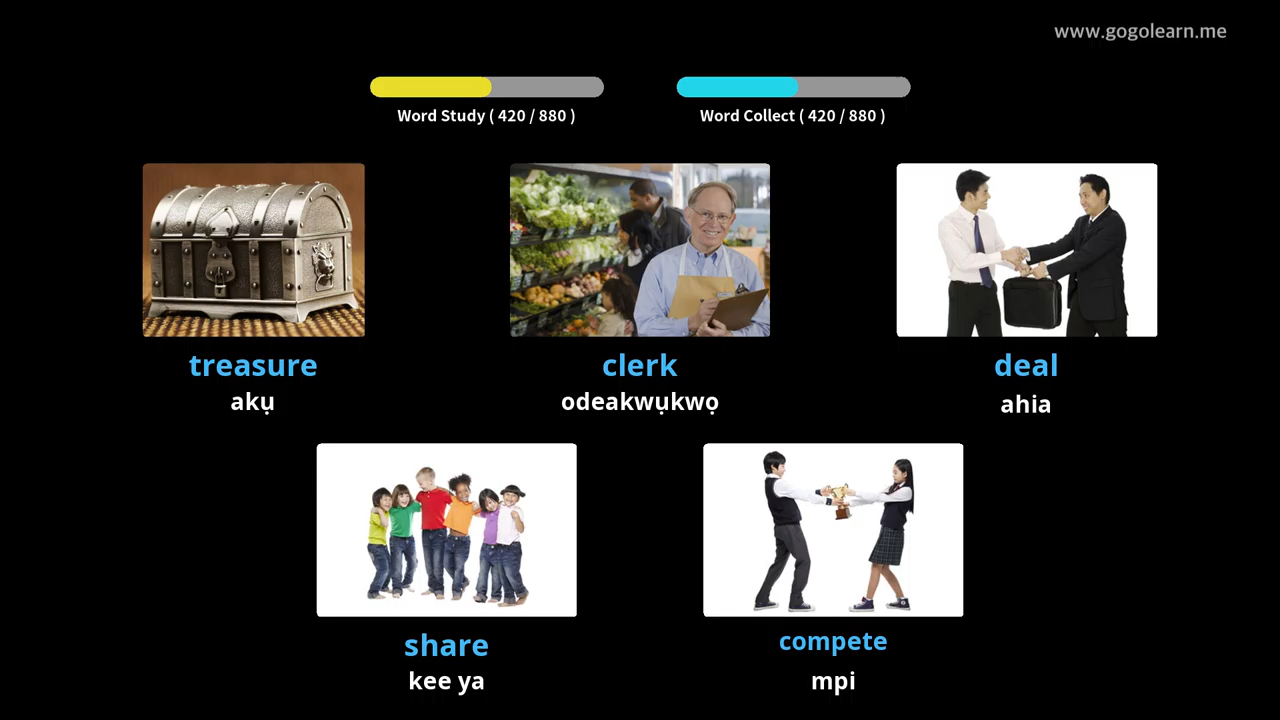 www.gogolearn.me
Word Study ( 420 / 880 )
Word Collect ( 420 / 880 )
treasure
akụ
clerk
odeakwụkwọ
deal
ahia
share
kee ya
compete
mpi